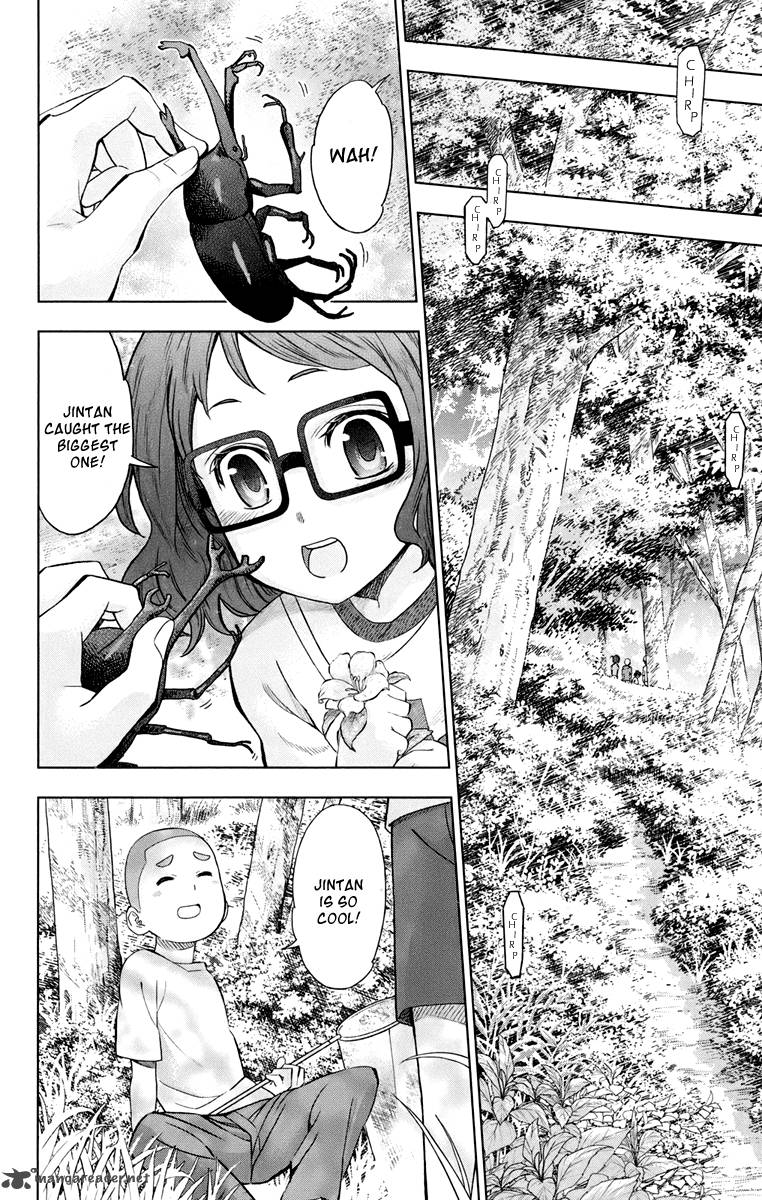 CHIRP
CHIRP
CHIRP
CHIRP
CHIRP
WAH!
JINTAN
CAUGHT THE
BIGGEST
ONE!
JINTAN
IS SO
COOL!
mangareader.net